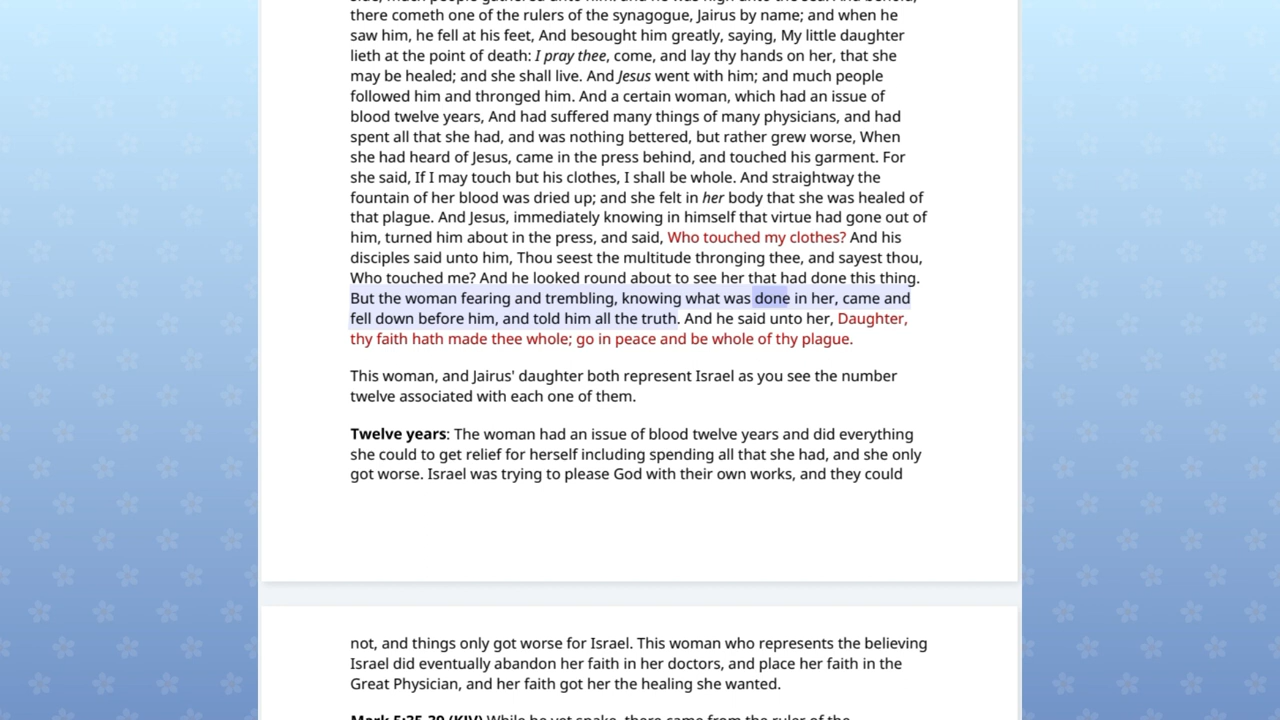 there cometh one of the rulers of the synagogue, Jairus by name; and when he
saw him, he fell at his feet, And besought him greatly, saying, My little daughter
lieth at the point of death: I pray thee, come, and lay thy hands on her, that she
may be healed; and she shall live. And Jesus went with him; and much people
followed him and thronged him. And a certain woman, which had an issue of
blood twelve years, And had suffered many things of many physicians, and had
spent all that she had, and was nothing bettered, but rather grew worse, When
she had heard of Jesus, came in the press behind, and touched his garment. For
she said, If I may touch but his clothes, I shall be whole. And straightway the
fountain of her blood was dried up; and she felt in her body that she was healed of
that plague. And Jesus, immediately knowing in himself that virtue had gone out of
him, turned him about in the press, and said, Who touched my clothes? And his
disciples said unto him, Thou seest the multitude thronging thee, and sayest thou,
Who touched me? And he looked round about to see her that had done this thing.
But the woman fearing and trembling, knowing what was done in her, came and
fell down before him, and told him all the truth. And he said unto her, Daughter,
thy faith hath made thee whole; go in peace and be whole of thy plague.
This woman, and Jairus' daughter both represent Israel as you see the number
twelve associated with each one of them.
Twelve years: The woman had an issue of blood twelve years and did everything
she could to get relief for herself including spending all that she had, and she only
got worse. Israel was trying to please God with their own works, and they could
not, and things only got worse for Israel. This woman who represents the believing
Israel did eventually abandon her faith in her doctors, and place her faith in the
Great Physician, and her faith got her the healing she wanted.
Mark 5:35-39 (KJV) While he yet spake, there came from the ruler of the